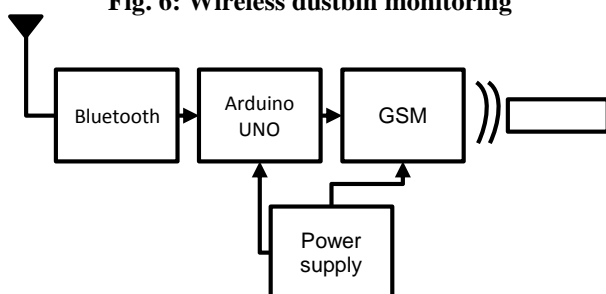 Fig. 6: Wireless dustbin monitoring
Bluetooth
Arduino
UNO
GSM
Power
supply